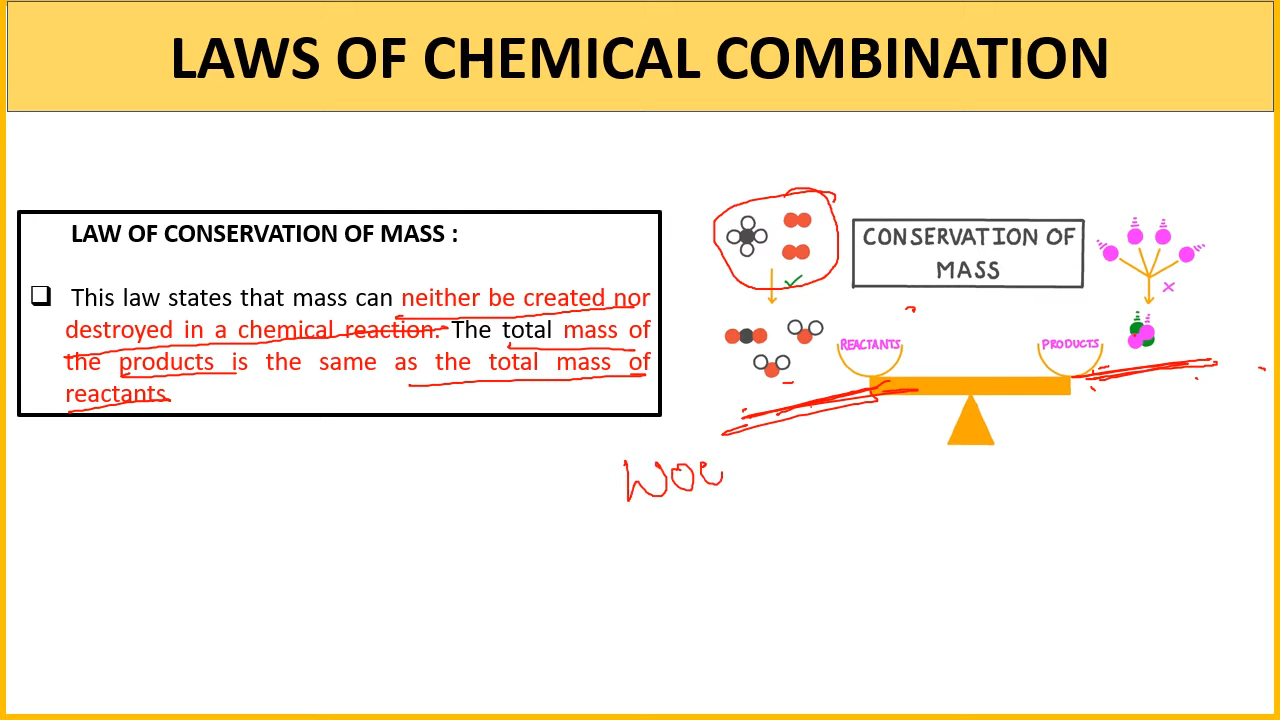 LAWS OF CHEMICAL COMBINATION
LAW OF CONSERVATION OF MASS :
This law states that mass can neither be created nor
destroyed in a chemical reaction. The total mass of
the products is the same as the total mass of
reactants.
CONSERVATION OF
MASS
REACTANTS
PRODUCTS